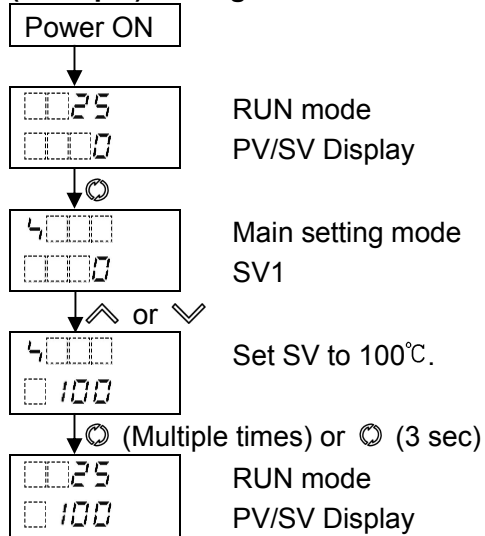 Power ON
25 RUN mode
0 PV/SV Display
Main setting mode
0 SV1
or
Set SV to 100℃.
100
(Multiple times) or (3 sec)
25 RUN mode
100 PV/SV Display